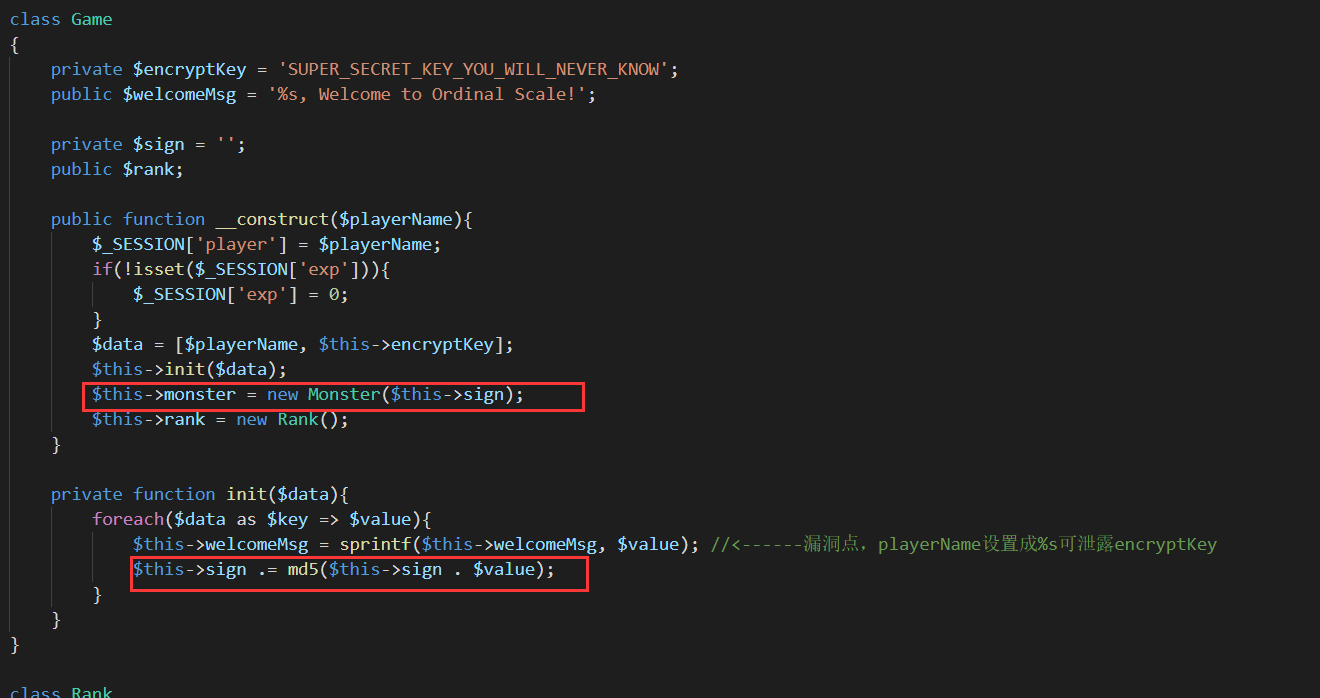 class Game
{
    private $encryptKey = 'SUPER_SECRET_KEY_YOU_WILL_NEVER_KNOW';
    public $welcomeMsg = '%s, Welcome to Ordinal Scale!';
    private $sign = '';
    public $rank;
    public function __construct($playerName){
        $_SESSION['player'] = $playerName;
        if(!isset($_SESSION['exp'])){
            $_SESSION['exp'] = 0;
        }
        $data = [$playerName, $this->encryptKey];
        $this->init($data);
        $this->monster = new Monster($this->sign);
        $this->rank = new Rank();
    }
    private function init($data){
        foreach($data as $key => $value){
            $this->welcomeMsg = sprintf($this->welcomeMsg, $value); //<------漏洞点，playerName设置成%s可泄露encryptKey
            $this->sign .= md5($this->sign . $value);
        }
    }
}
class Rank